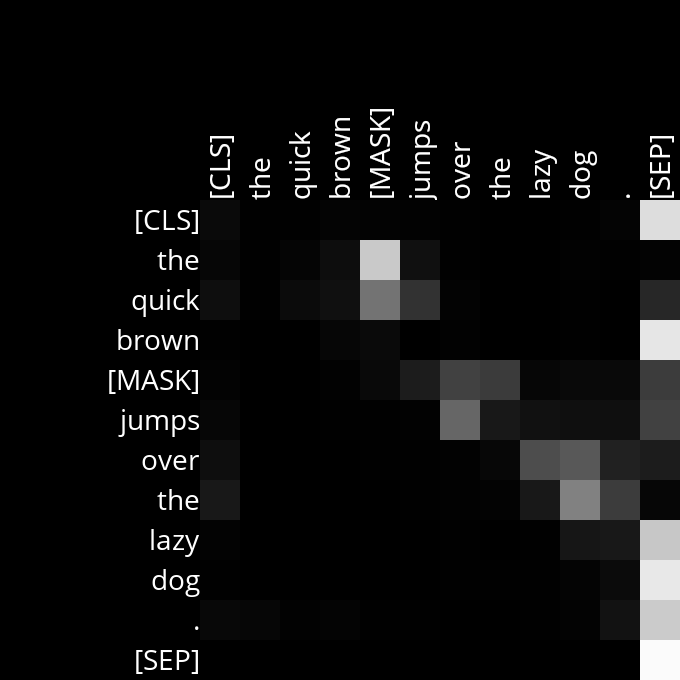 [CLS] the quick brown [MASK] jumps over the lazy dog . [SEP]
[CLS]
the
quick
brown
[MASK]
jumps
over
the
lazy
dog
.
[SEP]